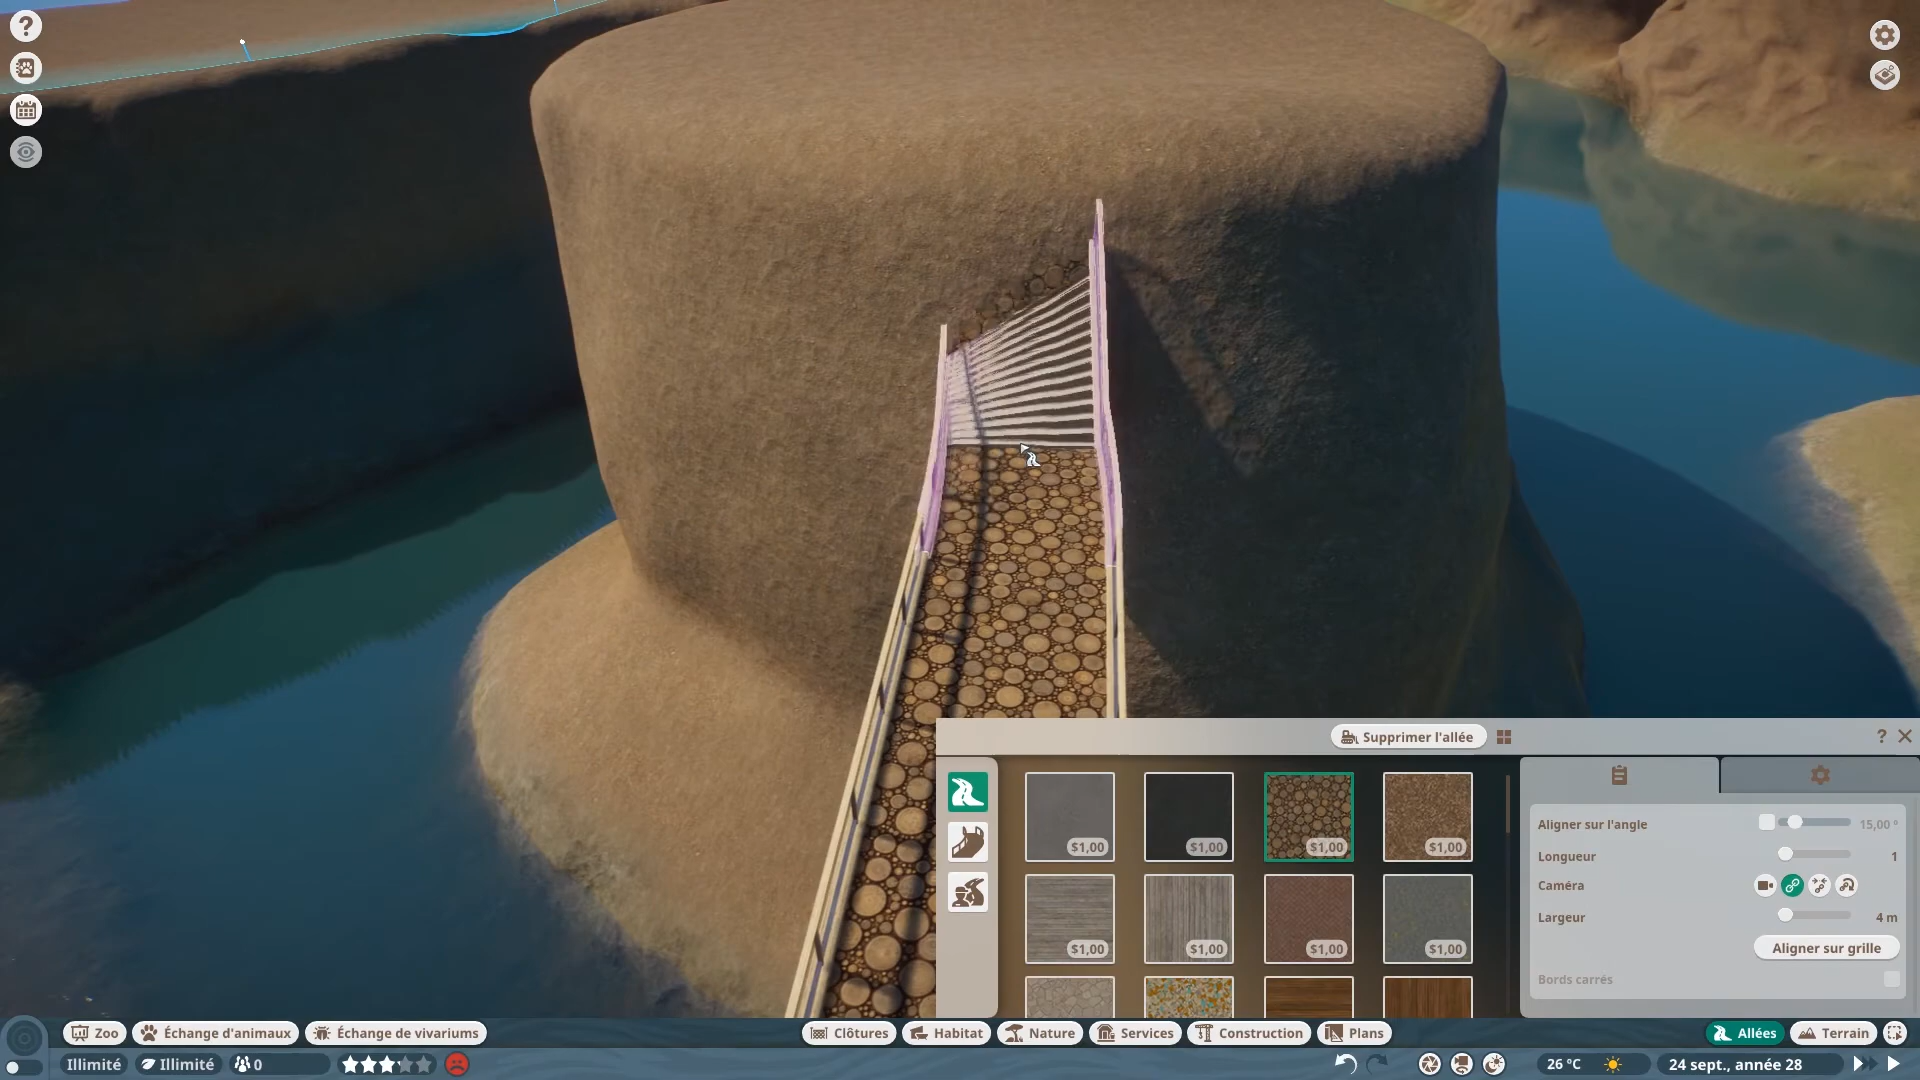 Supprimer l'allée
?
$1,00
$1,00
$1,00
$1,00
$1,00
$1,00
$1,00
$1,00
Aligner sur l'angle 15,00 º
Longueur 1
Caméra
Largeur 4 m
Aligner sur grille
Bords carrés
Zoo Échange d'animaux Échange de vivariums Clôtures Habitat Nature Services Construction Plans Allées Terrain
Illimité Illimité 0 26 ºC 24 sept., année 28